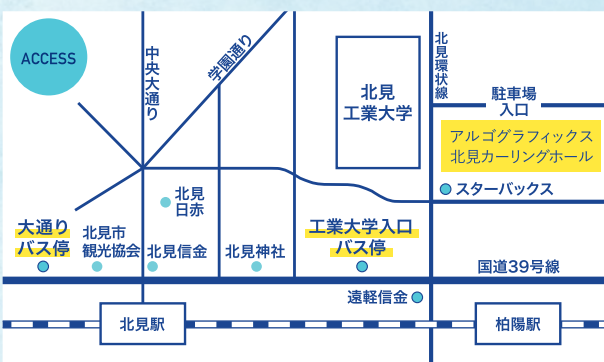 ACCESS
中央大通り
学園通り
北見環状線
北見
工業大学
駐車場
入口
アルゴグラフィックス
北見カーリングホール
スターバックス
北見
日赤
大通り
バス停
北見市
観光協会
北見信金
北見神社
工業大学入口
バス停
国道39号線
遠軽信金
北見駅
柏陽駅